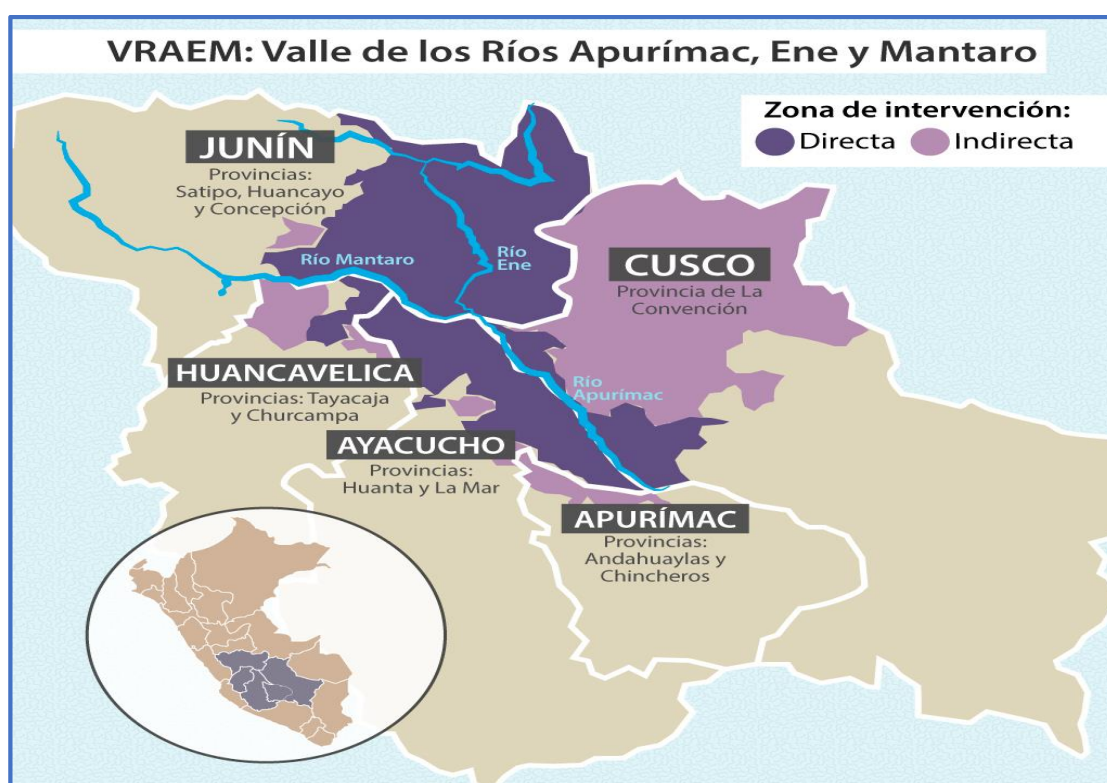 VRAEM: Valle de los Ríos Apurímac, Ene y Mantaro
Zona de intervención:
Directa
Indirecta
JUNÍN
Provincias:
Satipo, Huancayo
y Concepción
Río Mantaro
Río
Ene
CUSCO
Provincia de La
Convención
HUANCAVELICA
Provincias: Tayacaja
y Churcampa
Río
Apurímac
AYACUCHO
Provincias:
Huanta y La Mar
APURÍMAC
Provincias:
Andahuaylas y
Chincheros